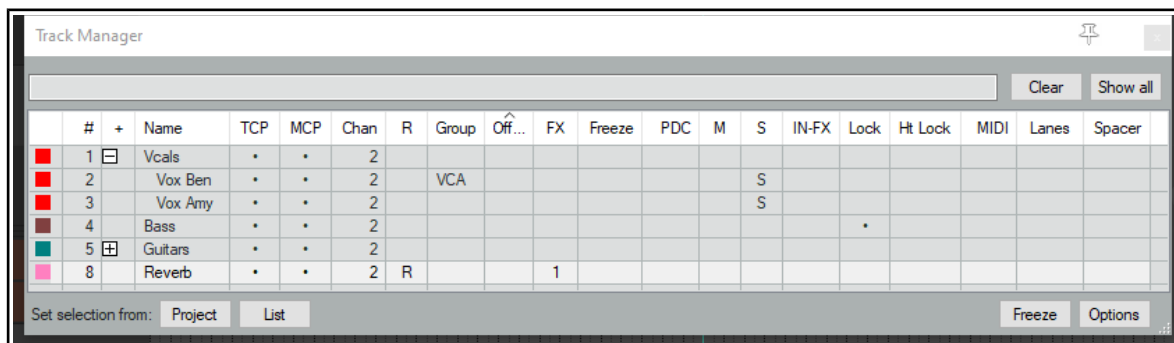 Track Manager
Clear Show all
# + Name TCP MCP Chan R Group Off... FX Freeze PDC M S IN-FX Lock Ht Lock MIDI Lanes Spacer
1 Vcals • • 2
2 Vox Ben • • 2 VCA S
3 Vox Amy • • 2 S
4 Bass • • 2 •
5 Guitars • • 2
8 Reverb • • 2 R 1
Set selection from: Project List Freeze Options